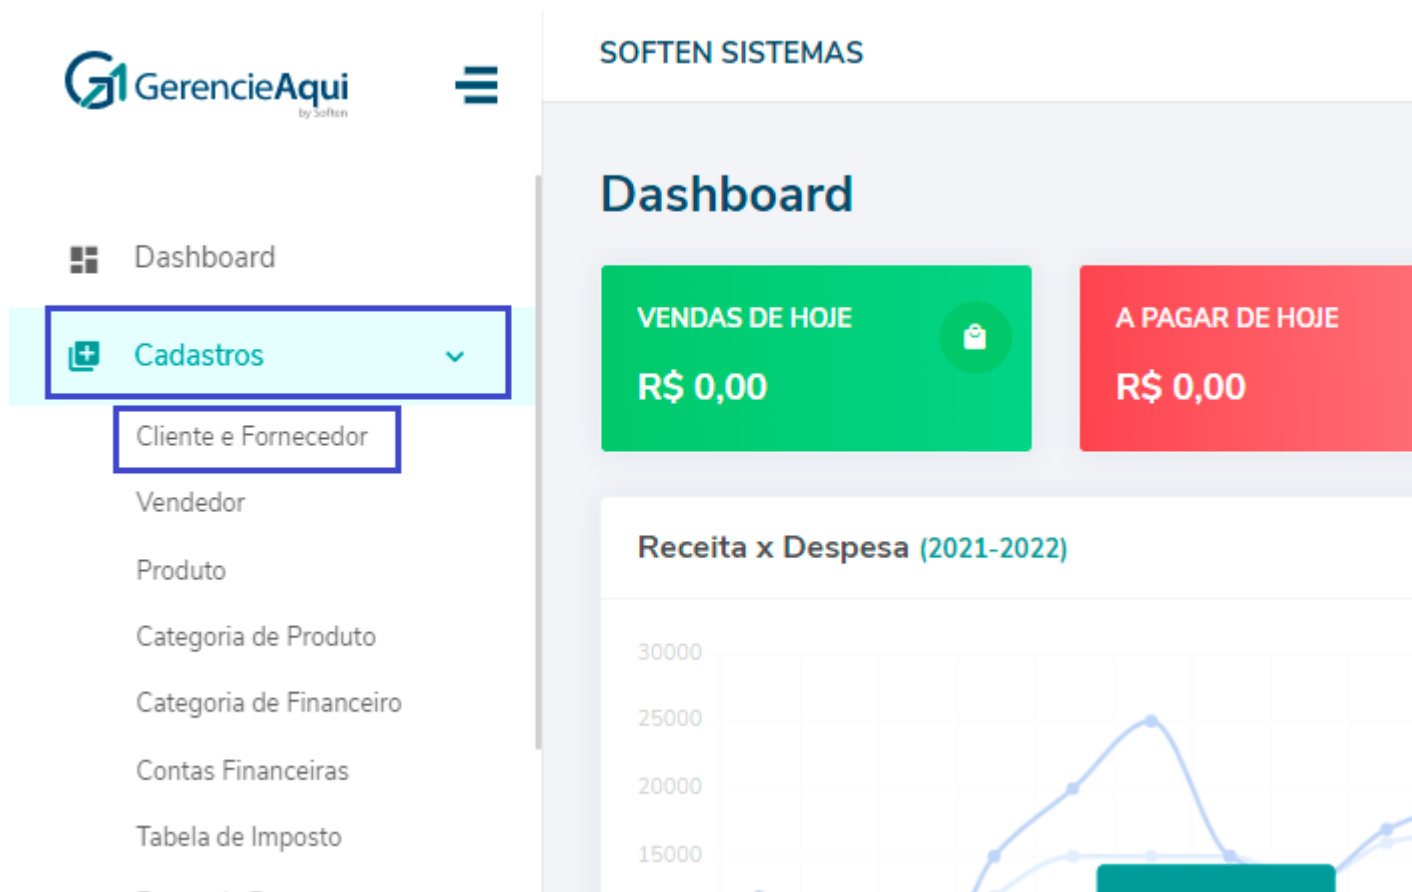 GerencieAqui
by Soften
SOFTEN SISTEMAS
Dashboard
Dashboard
Cadastros
Cliente e Fornecedor
Vendedor
Produto
Categoria de Produto
Categoria de Financeiro
Contas Financeiras
Tabela de Imposto
VENDAS DE HOJE
R$ 0,00
A PAGAR DE HOJE
R$ 0,00
Receita x Despesa (2021-2022)
30000
25000
20000
15000